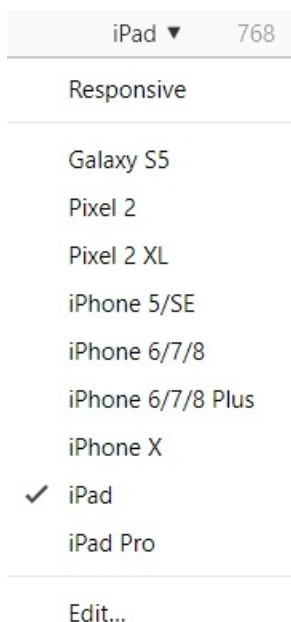 iPad ▼ 768
Responsive
Galaxy S5
Pixel 2
Pixel 2 XL
iPhone 5/SE
iPhone 6/7/8
iPhone 6/7/8 Plus
iPhone X
iPad
iPad Pro
Edit...